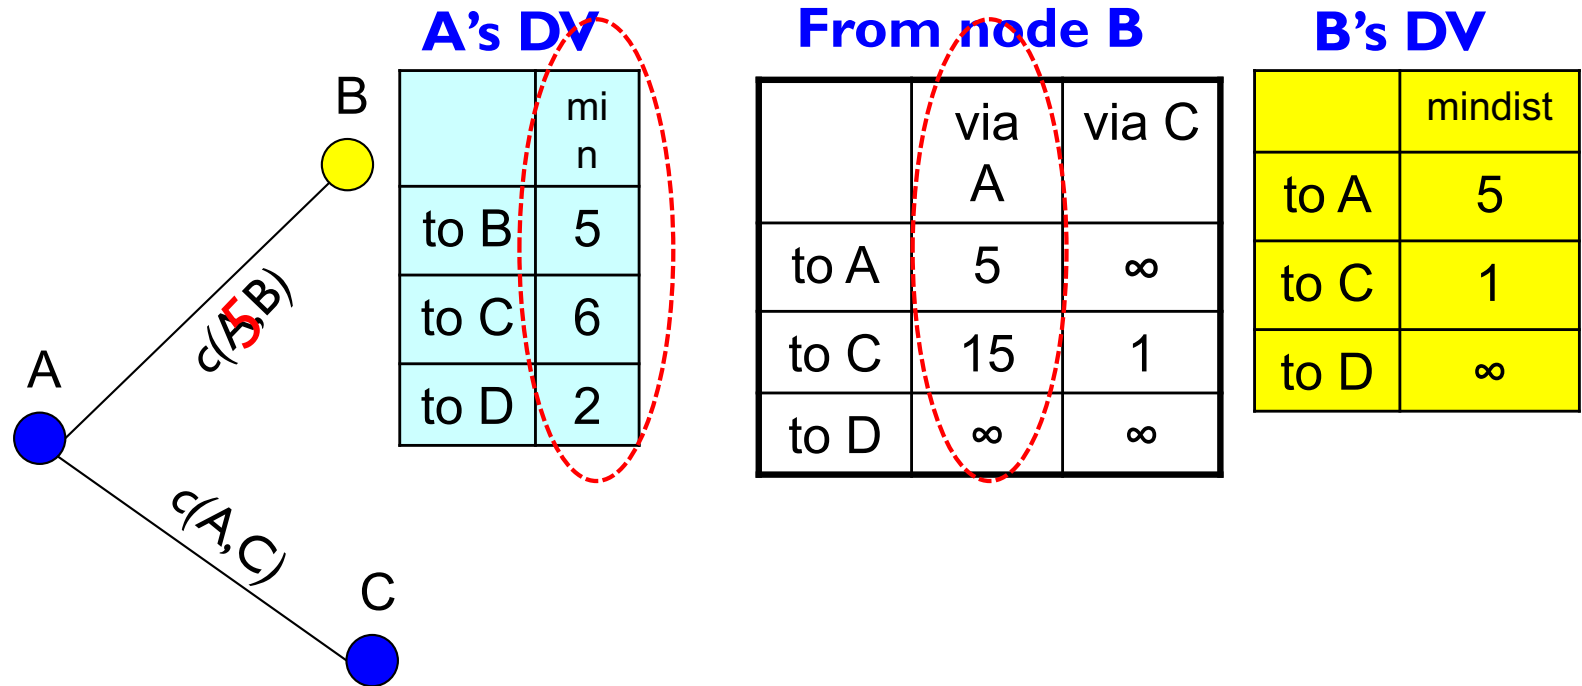 A's DV
From node B
B's DV
B
A
C
c(A,B)
5
c(A,C)
mi
n
to B 5
to C 6
to D 2
via
A
via C
to A 5 ∞
to C 15 1
to D ∞ ∞
mindist
to A 5
to C 1
to D ∞